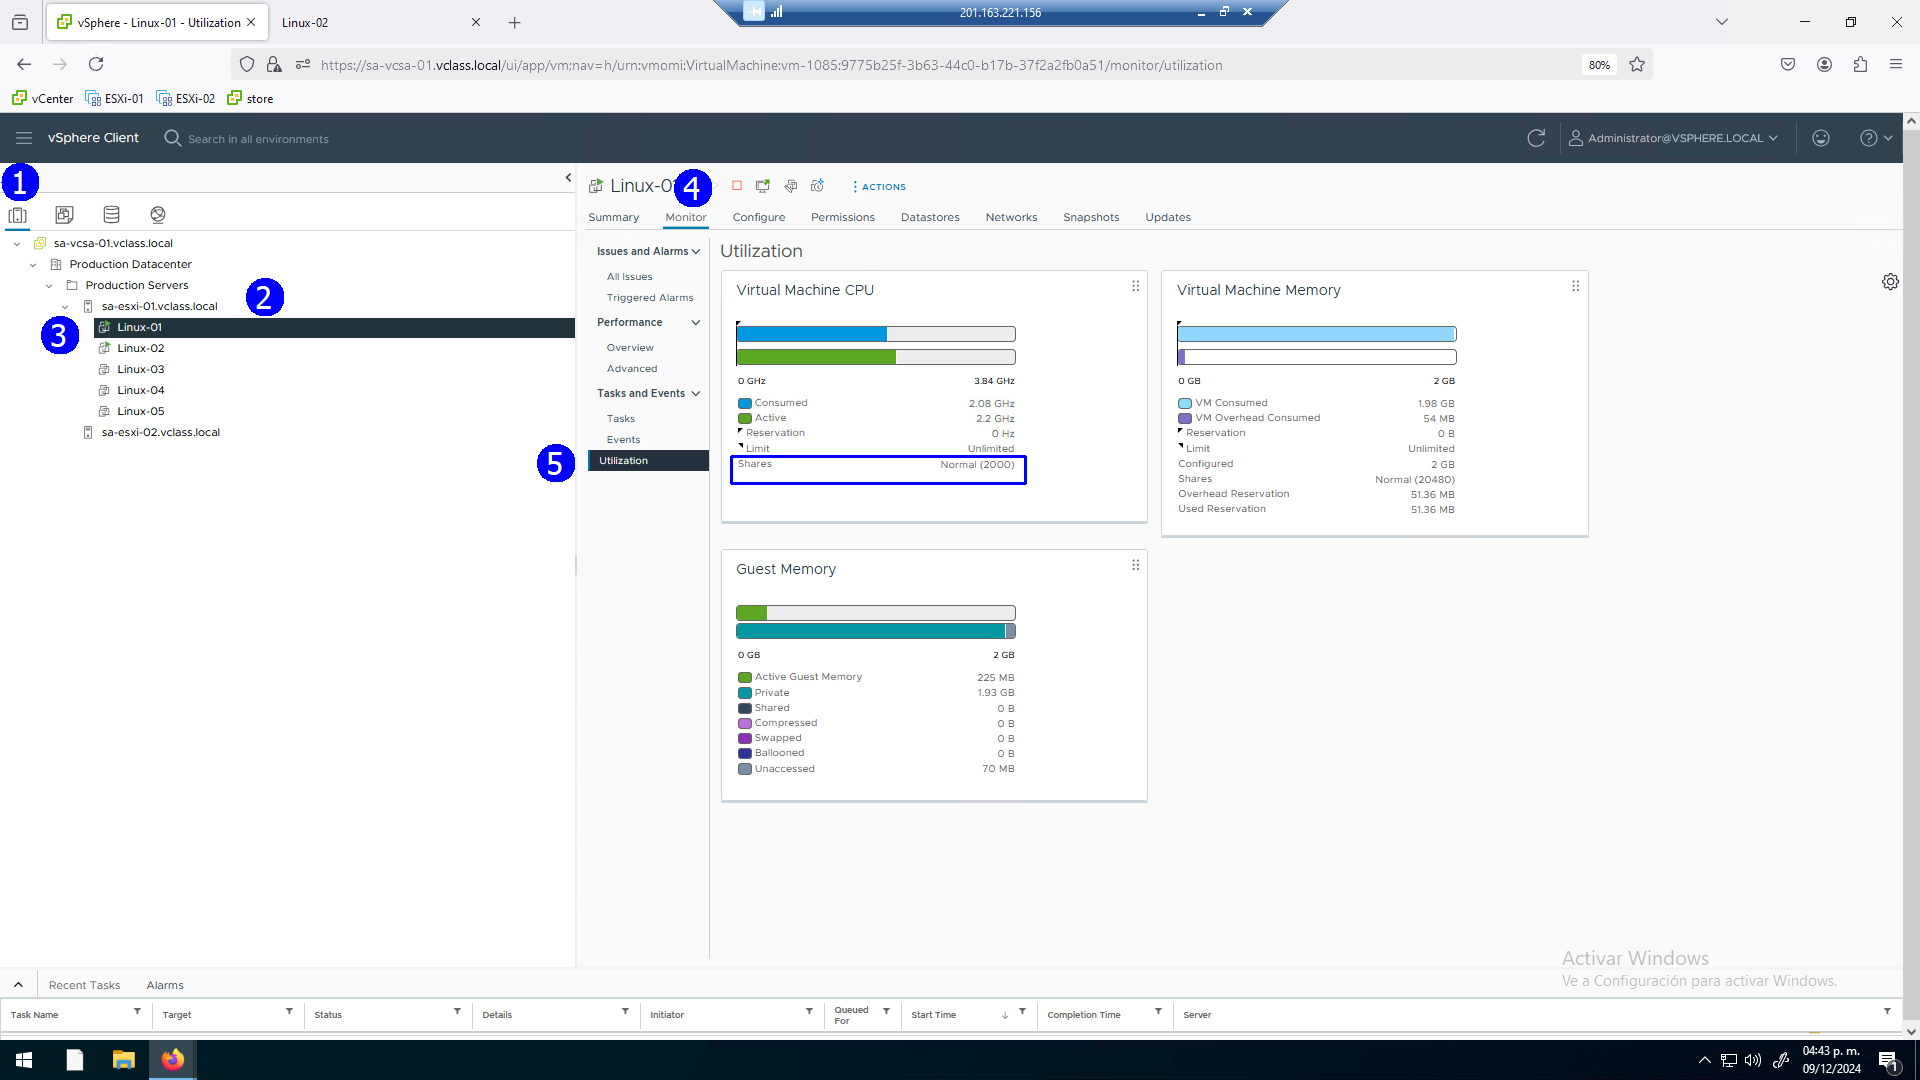 vSphere - Linux-01 - Utilization
Linux-02
201.163.221.156
https://sa-vcsa-01.vclass.local/ui/app/vm;nav=h/urn:vmomi:VirtualMachine:vm-1085:9775b25f-3b63-44c0-b17b-37f2a2fb0a51/monitor/utilization
80%
vCenter
ESXi-01
ESXi-02
store
vSphere Client
Search in all environments
Administrator@VSPHERE.LOCAL
1
sa-vcsa-01.vclass.local
Production Datacenter
Production Servers
sa-esxi-01.vclass.local
2
3
Linux-01
Linux-02
Linux-03
Linux-04
Linux-05
sa-esxi-02.vclass.local
Linux-0
4
ACTIONS
Summary
Monitor
Configure
Permissions
Datastores
Networks
Snapshots
Updates
Issues and Alarms
All Issues
Triggered Alarms
Performance
Overview
Advanced
Tasks and Events
Tasks
Events
5
Utilization
Utilization
Virtual Machine CPU
0 GHz 3.84 GHz
Consumed 2.08 GHz
Active 2.2 GHz
Reservation 0 Hz
Limit Unlimited
Shares Normal (2000)
Virtual Machine Memory
0 GB 2 GB
VM Consumed 1.98 GB
VM Overhead Consumed 54 MB
Reservation 0 B
Limit Unlimited
Configured 2 GB
Shares Normal (20480)
Overhead Reservation 51.36 MB
Used Reservation 51.36 MB
Guest Memory
0 GB 2 GB
Active Guest Memory 225 MB
Private 1.93 GB
Shared 0 B
Compressed 0 B
Swapped 0 B
Ballooned 0 B
Unaccessed 70 MB
Activar Windows
Ve a Configuración para activar Windows.
Recent Tasks
Alarms
Task Name
Target
Status
Details
Initiator
Queued
For
Start Time
Completion Time
Server
04:43 p. m.
09/12/2024
1